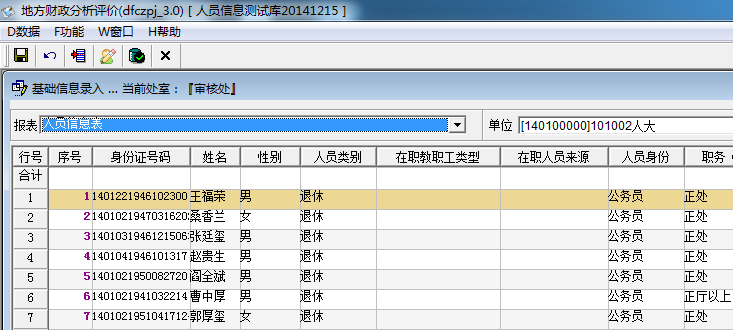 地方财政分析评价(dfczpj_3.0) [ 人员信息测试库20141215 ]
D数据 F功能 W窗口 H帮助
基础信息录入 ... 当前处室：『审核处』
报表 人员信息表 单位 [140100000]101002人大
行号 序号 身份证号码 姓名 性别 人员类别 在职教职工类型 在职人员来源 人员身份 职务
合计
1 1 1401221946102300 王福荣 男 退休 公务员 正处
2 2 1401021947031620 桑香兰 女 退休 公务员 正处
3 3 1401031946121506 张廷玺 男 退休 公务员 正处
4 4 1401041946101317 赵贵生 男 退休 公务员 正处
5 5 1401021950082720 阎全斌 男 退休 公务员 正处
6 6 1401021941032214 曹中厚 男 退休 公务员 正厅以上
7 7 1401021951041712 郭厚玺 女 退休 公务员 正处